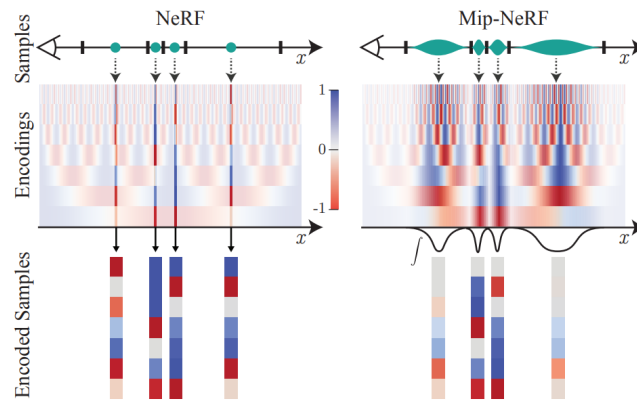 NeRF
Mip-NeRF
Samples
x
x
Encodings
1
0
-1
x
x
∫
Encoded Samples